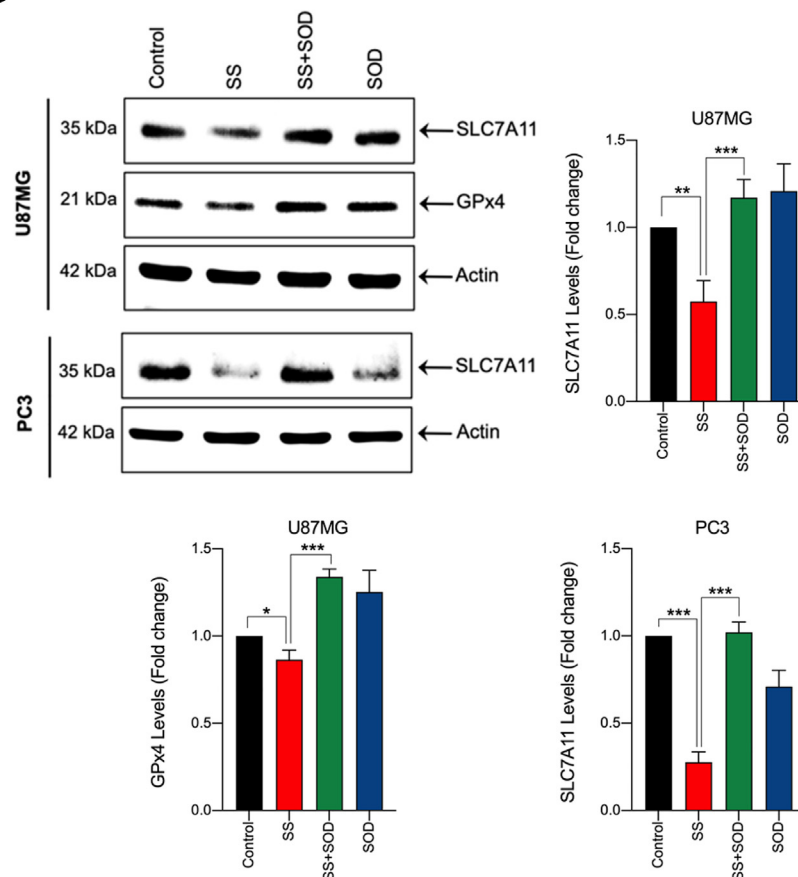 Control SS SS+SOD SOD
U87MG
35 kDa SLC7A11
21 kDa GPx4
42 kDa Actin
PC3
35 kDa SLC7A11
42 kDa Actin
U87MG
SLC7A11 Levels (Fold change)
1.5
1.0
0.5
0.0
** ***
Control SS SS+SOD SOD
U87MG
GPx4 Levels (Fold change)
1.5
1.0
0.5
0.0
* ***
Control SS SS+SOD SOD
PC3
SLC7A11 Levels (Fold change)
1.5
1.0
0.5
0.0
*** ***
Control SS SS+SOD SOD